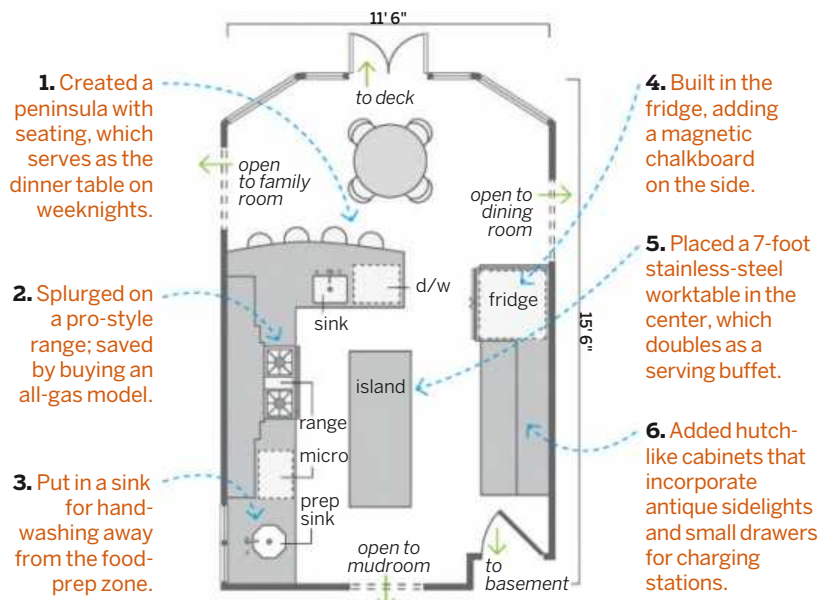 11' 6"
1. Created a
peninsula with
seating, which
serves as the
dinner table on
weeknights.
2. Splurged on
a pro-style
range; saved
by buying an
all-gas model.
3. Put in a sink
for hand-
washing away
from the food-
prep zone.
to deck
open
to family
room
open to
dining
room
d/w
sink
fridge
island
range
micro
prep
sink
open to
mudroom
to
basement
15' 6"
4. Built in the
fridge, adding
a magnetic
chalkboard
on the side.
5. Placed a 7-foot
stainless-steel
worktable in the
center, which
doubles as a
serving buffet.
6. Added hutch-
like cabinets that
incorporate
antique sidelights
and small drawers
for charging
stations.